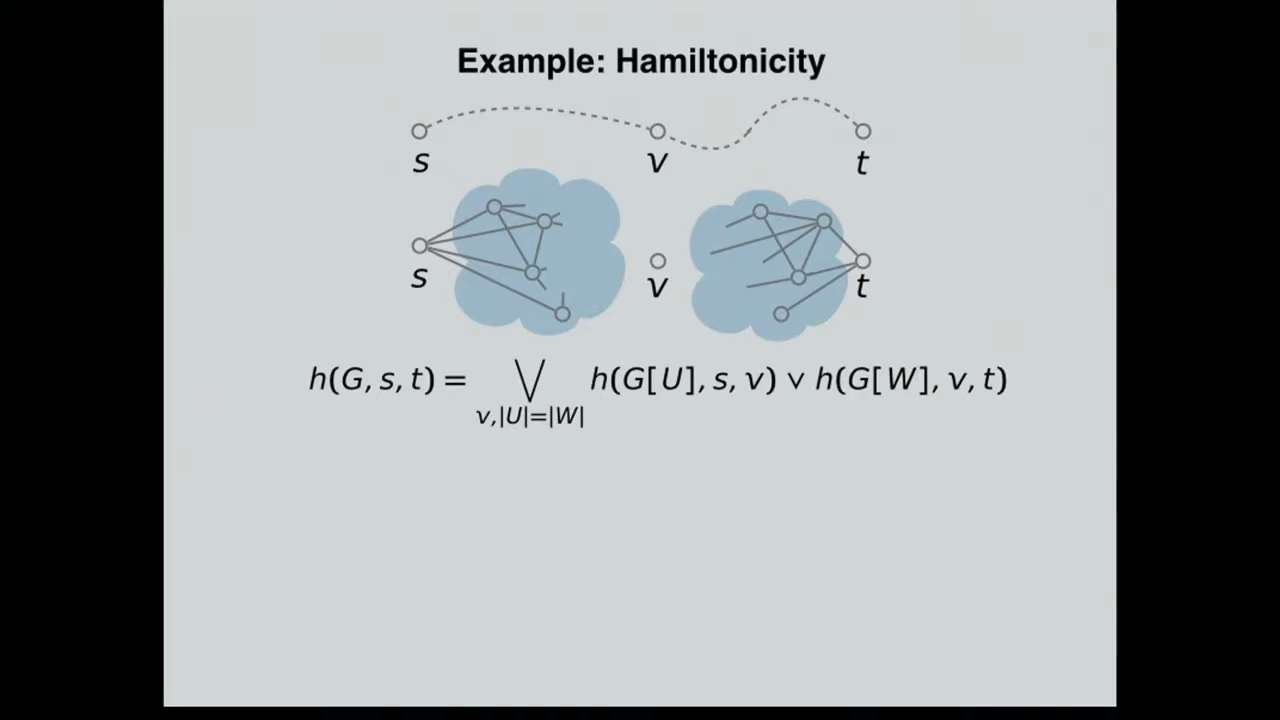 Example: Hamiltonicity
s v t
s v t
h(G, s, t) = ⋁ h(G[U], s, v) ∨ h(G[W], v, t)
v,|U|=|W|